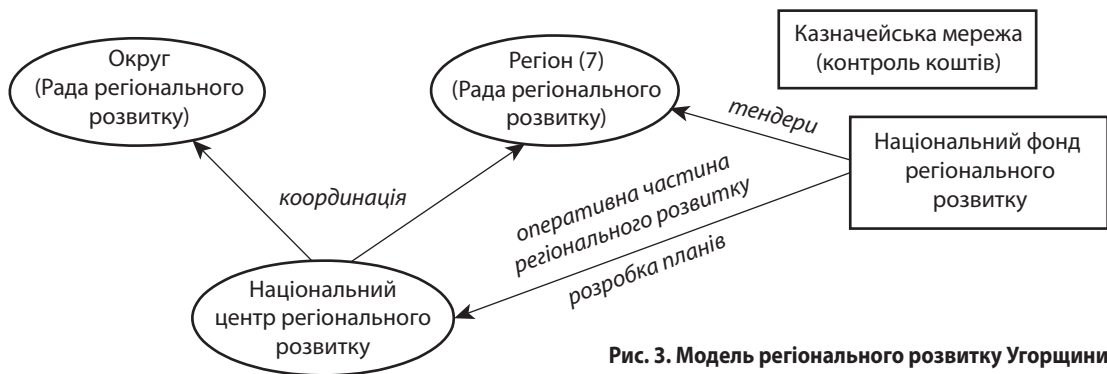 Округ
(Рада регіонального
розвитку)
Регіон (7)
(Рада регіонального
розвитку)
Казначейська мережа
(контроль коштів)
тендери
Національний фонд
регіонального
розвитку
координація
оперативна частина
регіонального розвитку
розробка планів
Національний
центр регіонального
розвитку
Рис. 3. Модель регіонального розвитку Угорщини